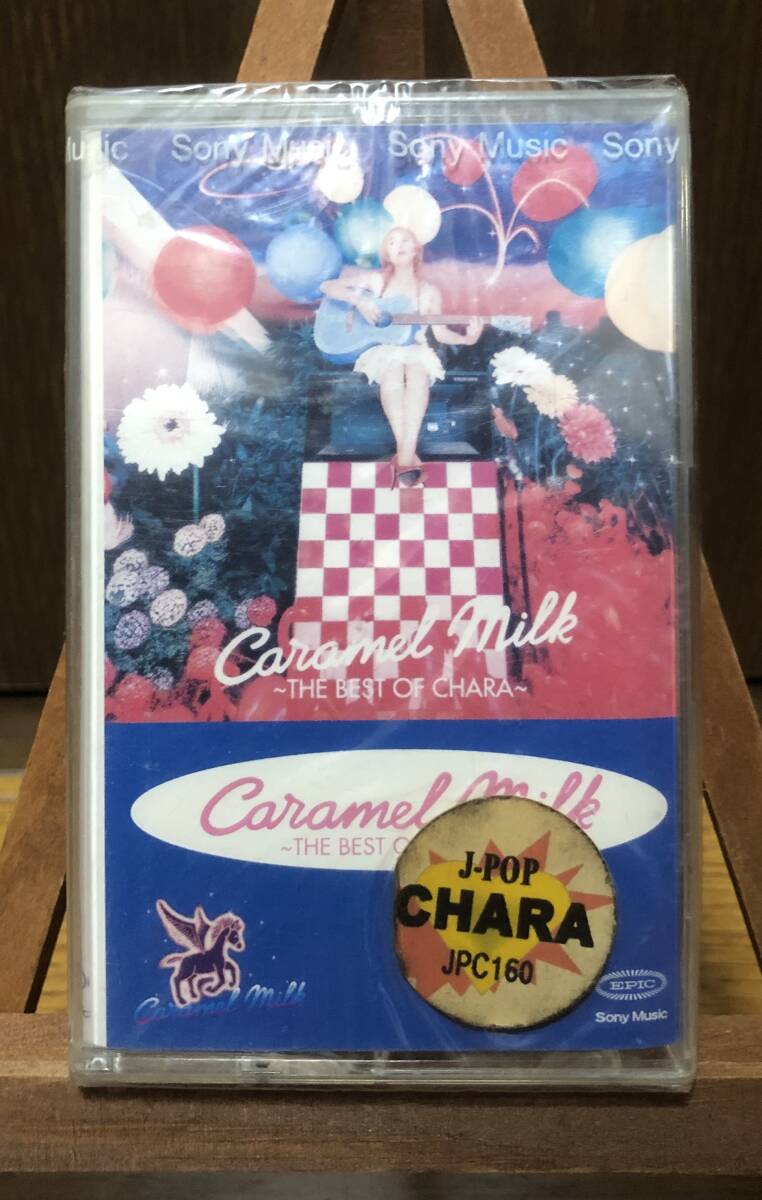 Music Sony Music Sony Music Sony
Caramel Milk
~THE BEST OF CHARA~
Caramel Milk
~THE BEST O
J-POP
CHARA
JPC160
Caramel Milk
EPIC
Sony Music